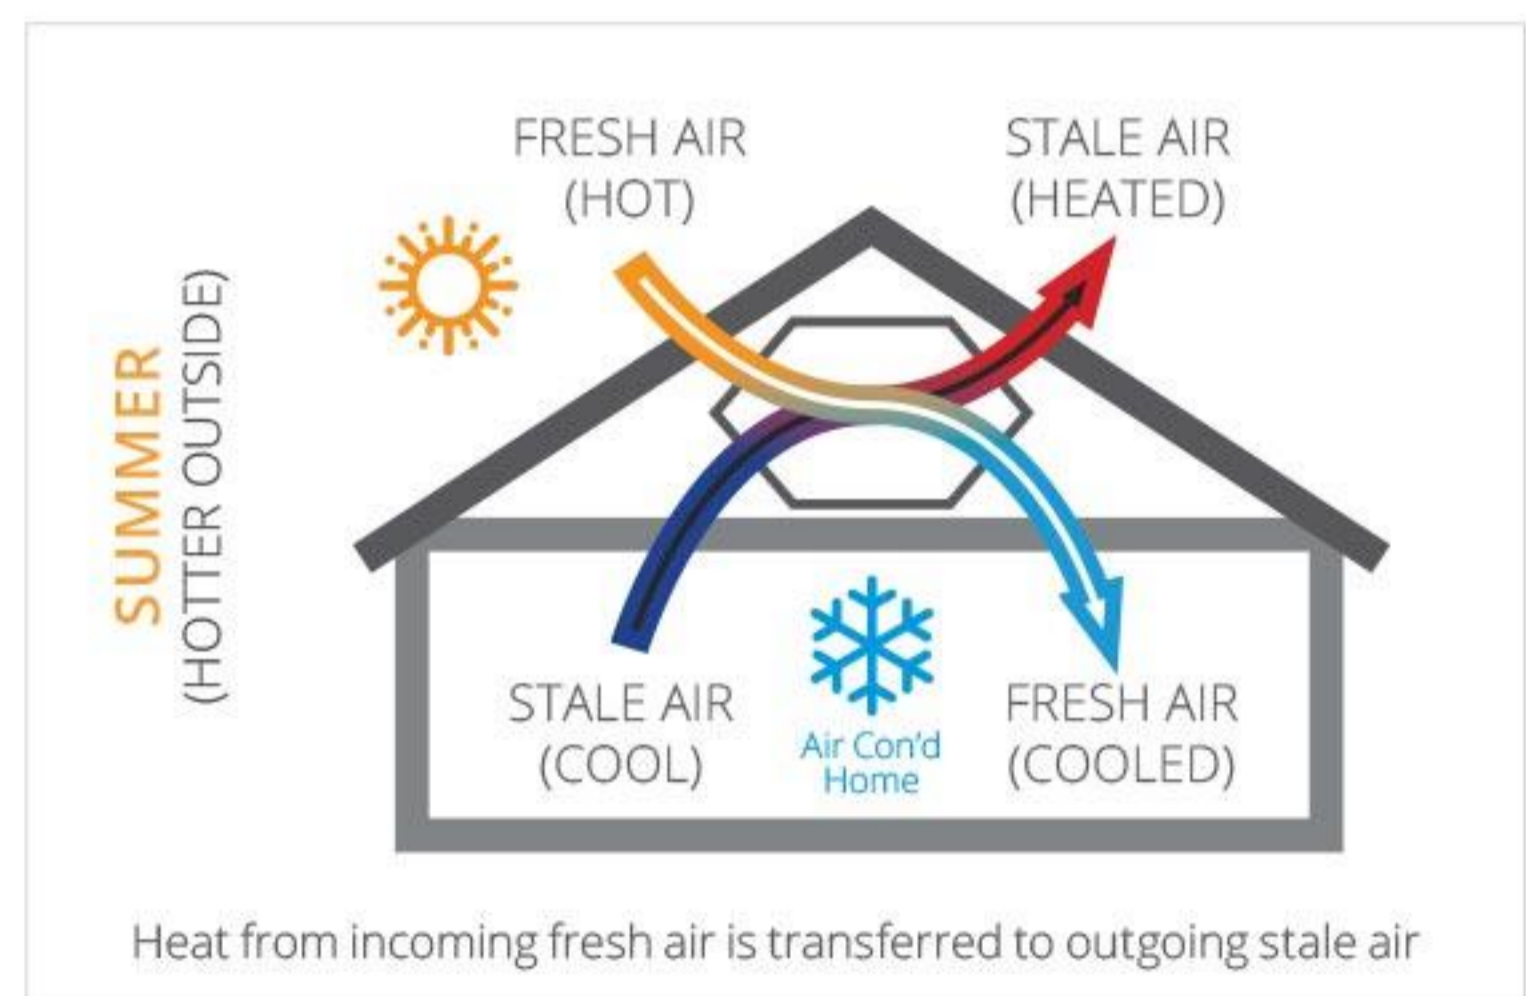 FRESH AIR
(HOT)
STALE AIR
(HEATED)
SUMMER
(HOTTER OUTSIDE)
STALE AIR
(COOL)
Air Con'd
Home
FRESH AIR
(COOLED)
Heat from incoming fresh air is transferred to outgoing stale air